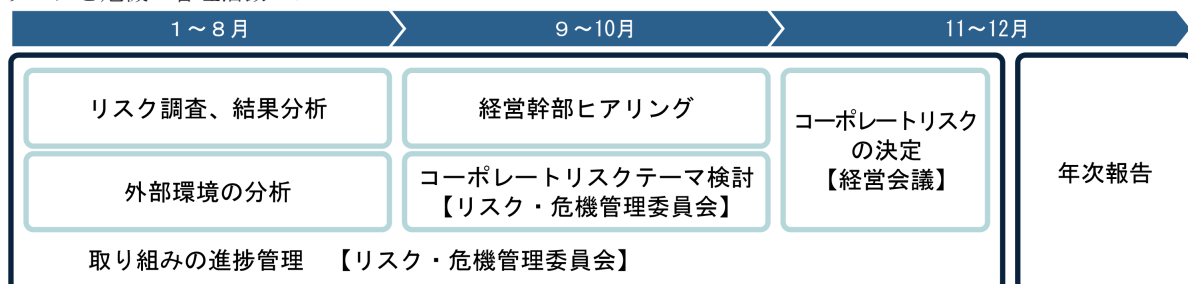 １～８月
９～10月
11～12月
リスク調査、結果分析
経営幹部ヒアリング
コーポレートリスク
の決定
【経営会議】
外部環境の分析
コーポレートリスクテーマ検討
【リスク・危機管理委員会】
年次報告
取り組みの進捗管理　【リスク・危機管理委員会】